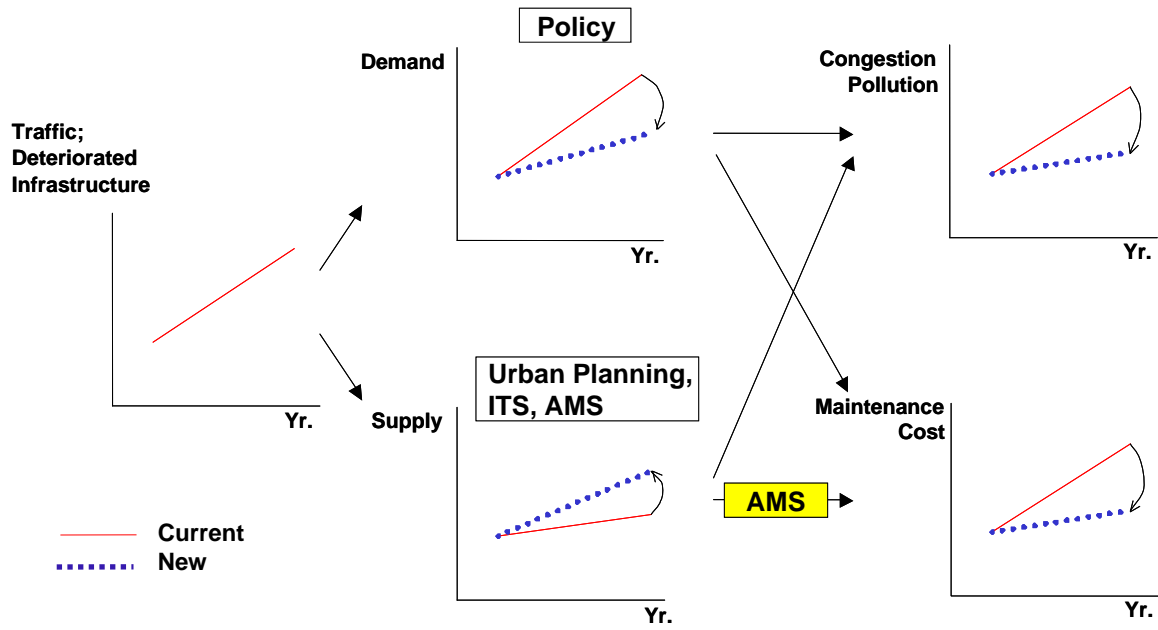 Policy
Demand
Yr.
Congestion
Pollution
Yr.
Traffic;
Deteriorated
Infrastructure
Yr.
Urban Planning,
ITS, AMS
Supply
Yr.
Maintenance
Cost
Yr.
AMS
Current
New